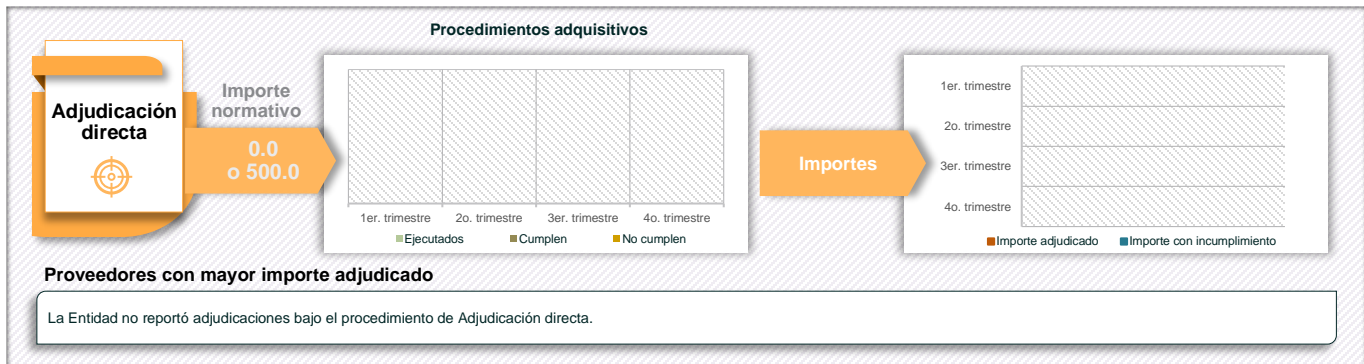 Procedimientos adquisitivos
Adjudicación
directa
Importe
normativo
0.0
o 500.0
1er. trimestre
2o. trimestre
3er. trimestre
4o. trimestre
Ejecutados
Cumplen
No cumplen
Importes
1er. trimestre
2o. trimestre
3er. trimestre
4o. trimestre
Importe adjudicado
Importe con incumplimiento
Proveedores con mayor importe adjudicado
La Entidad no reportó adjudicaciones bajo el procedimiento de Adjudicación directa.